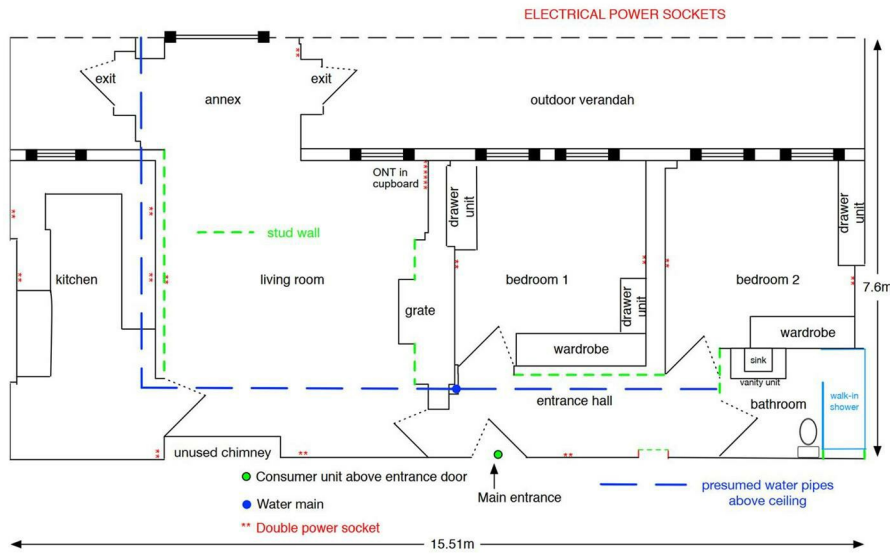 ELECTRICAL POWER SOCKETS
exit
annex
exit
outdoor verandah
ONT in
cupboard
drawer
unit
drawer
unit
stud wall
kitchen
living room
grate
bedroom 1
drawer
unit
bedroom 2
7.6m
wardrobe
wardrobe
sink
vanity unit
entrance hall
bathroom
walk-in
shower
unused chimney
**
**
Consumer unit above entrance door
Main entrance
presumed water pipes
above ceiling
Water main
** Double power socket
15.51m